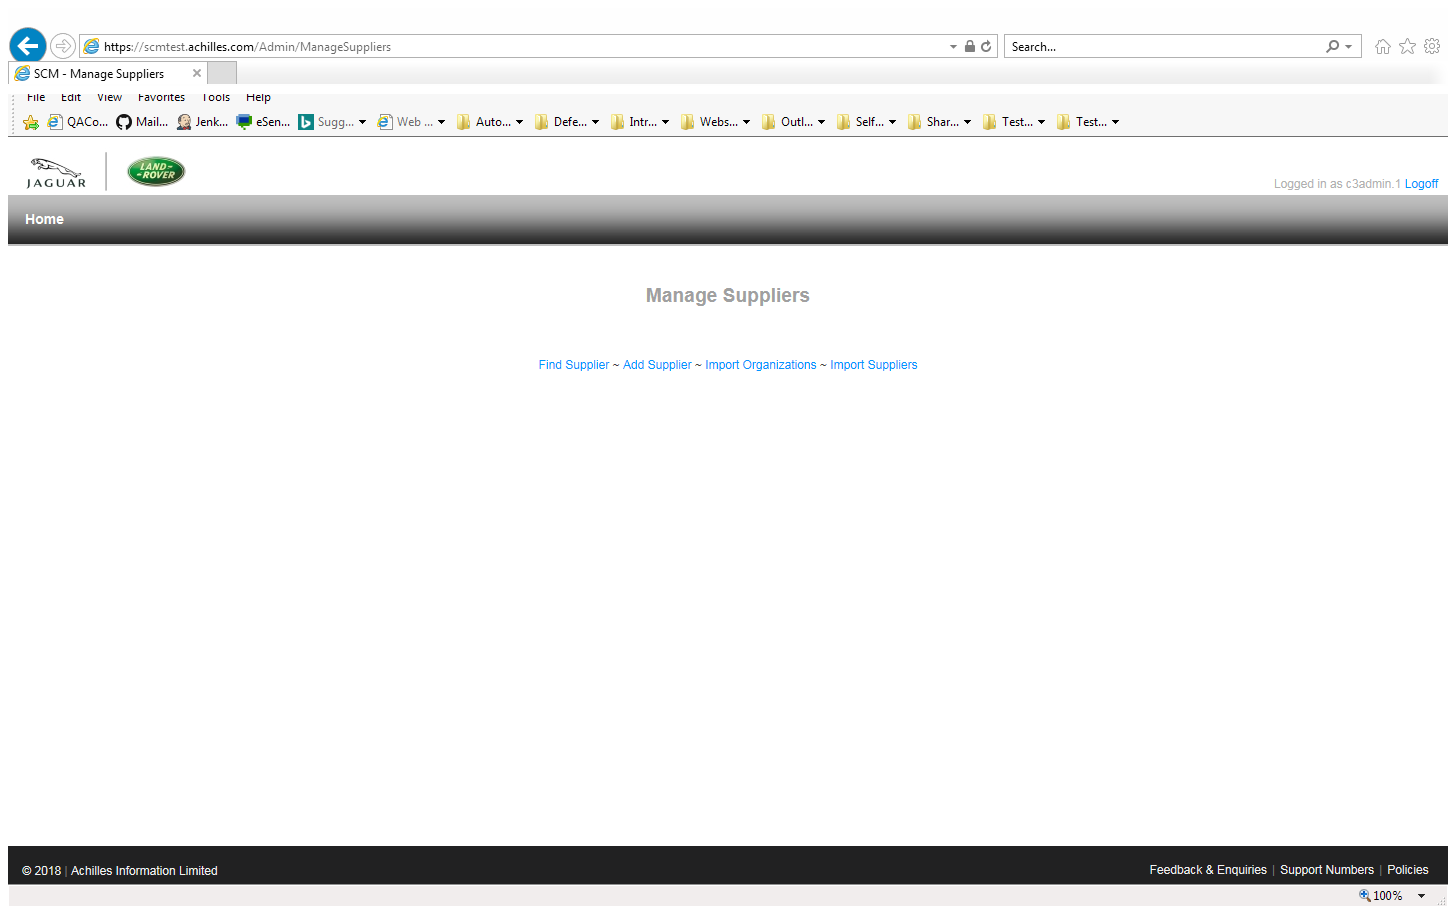 https://scmtest.achilles.com/Admin/ManageSuppliers
Search...
SCM - Manage Suppliers
File Edit View Favorites Tools Help
QACo... Mail... Jenk... eSen... Sugg... Web ... Auto... Defe... Intr... Webs... Outl... Self... Shar... Test... Test...
JAGUAR
LAND-
-ROVER
Logged in as c3admin.1 Logoff
Home
Manage Suppliers
Find Supplier ~ Add Supplier ~ Import Organizations ~ Import Suppliers
© 2018 | Achilles Information Limited
Feedback & Enquiries | Support Numbers | Policies
100%